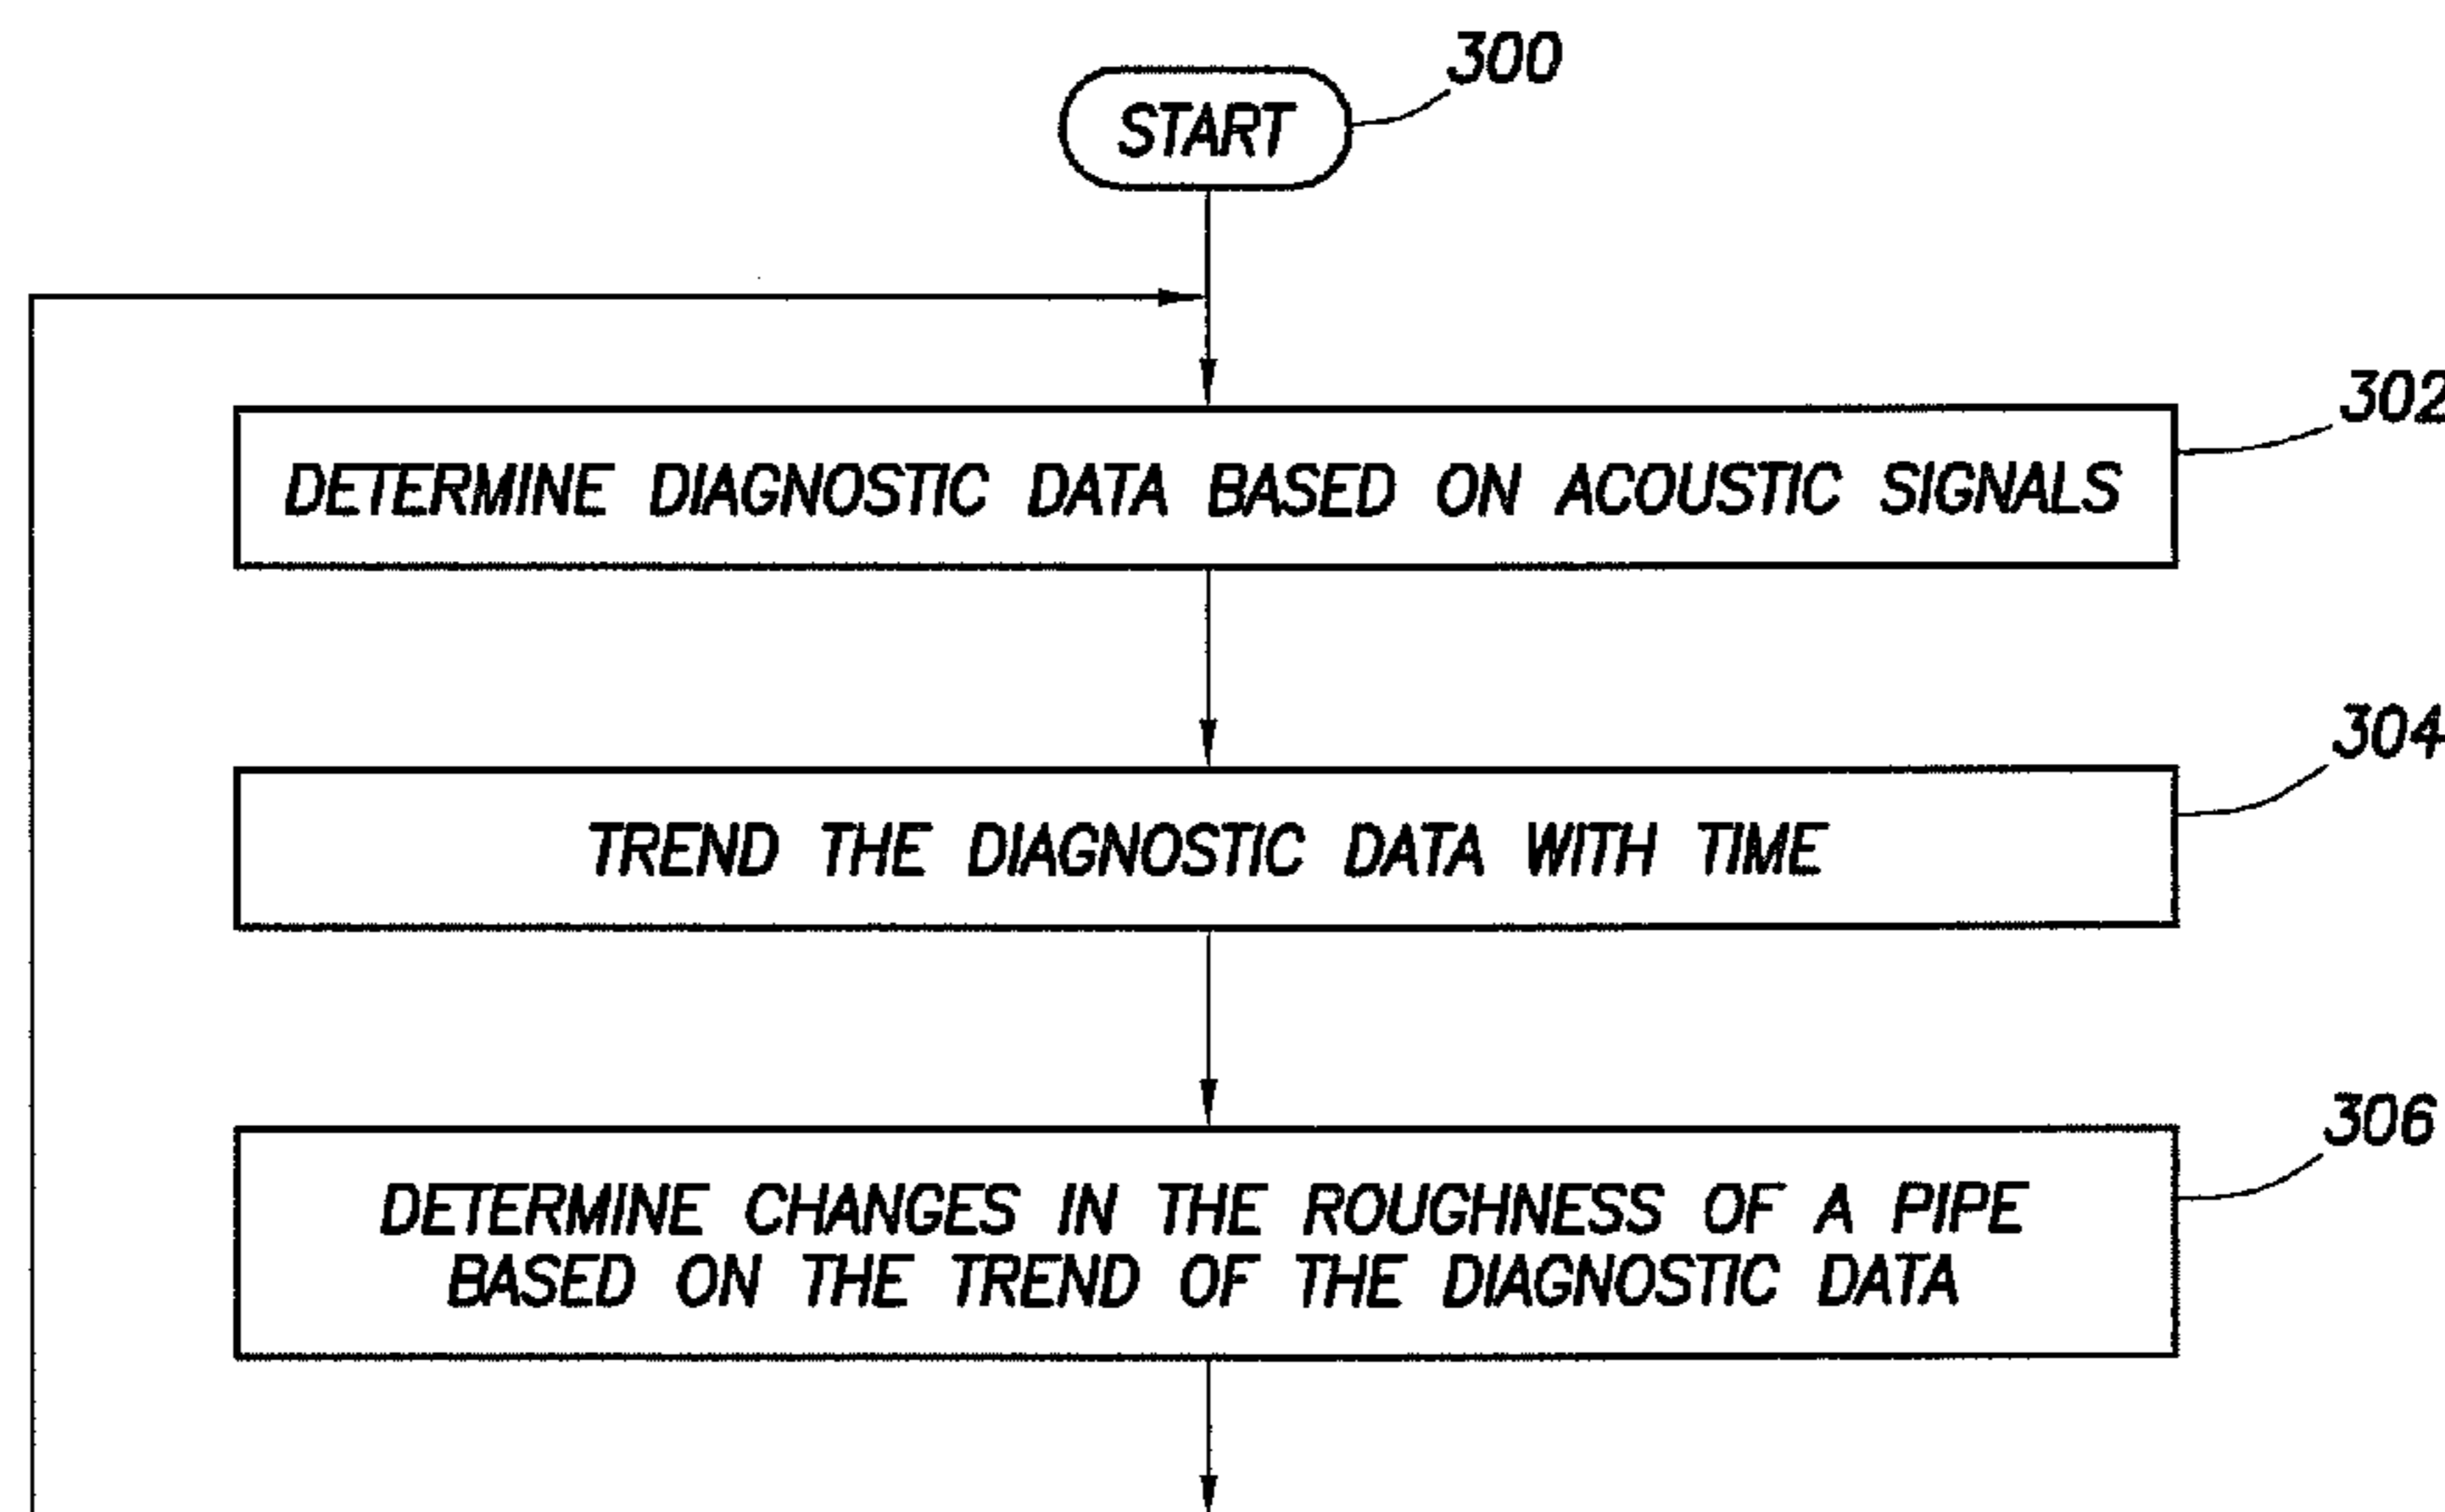 300
START
302
DETERMINE DIAGNOSTIC DATA BASED ON ACOUSTIC SIGNALS
304
TREND THE DIAGNOSTIC DATA WITH TIME
306
DETERMINE CHANGES IN THE ROUGHNESS OF A PIPE
BASED ON THE TREND OF THE DIAGNOSTIC DATA